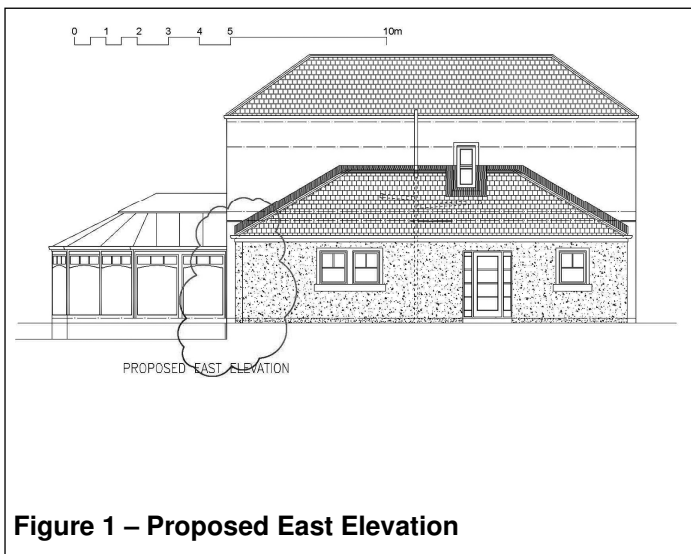 0 1 2 3 4 5 10m
PROPOSED EAST ELEVATION
Figure 1 – Proposed East Elevation